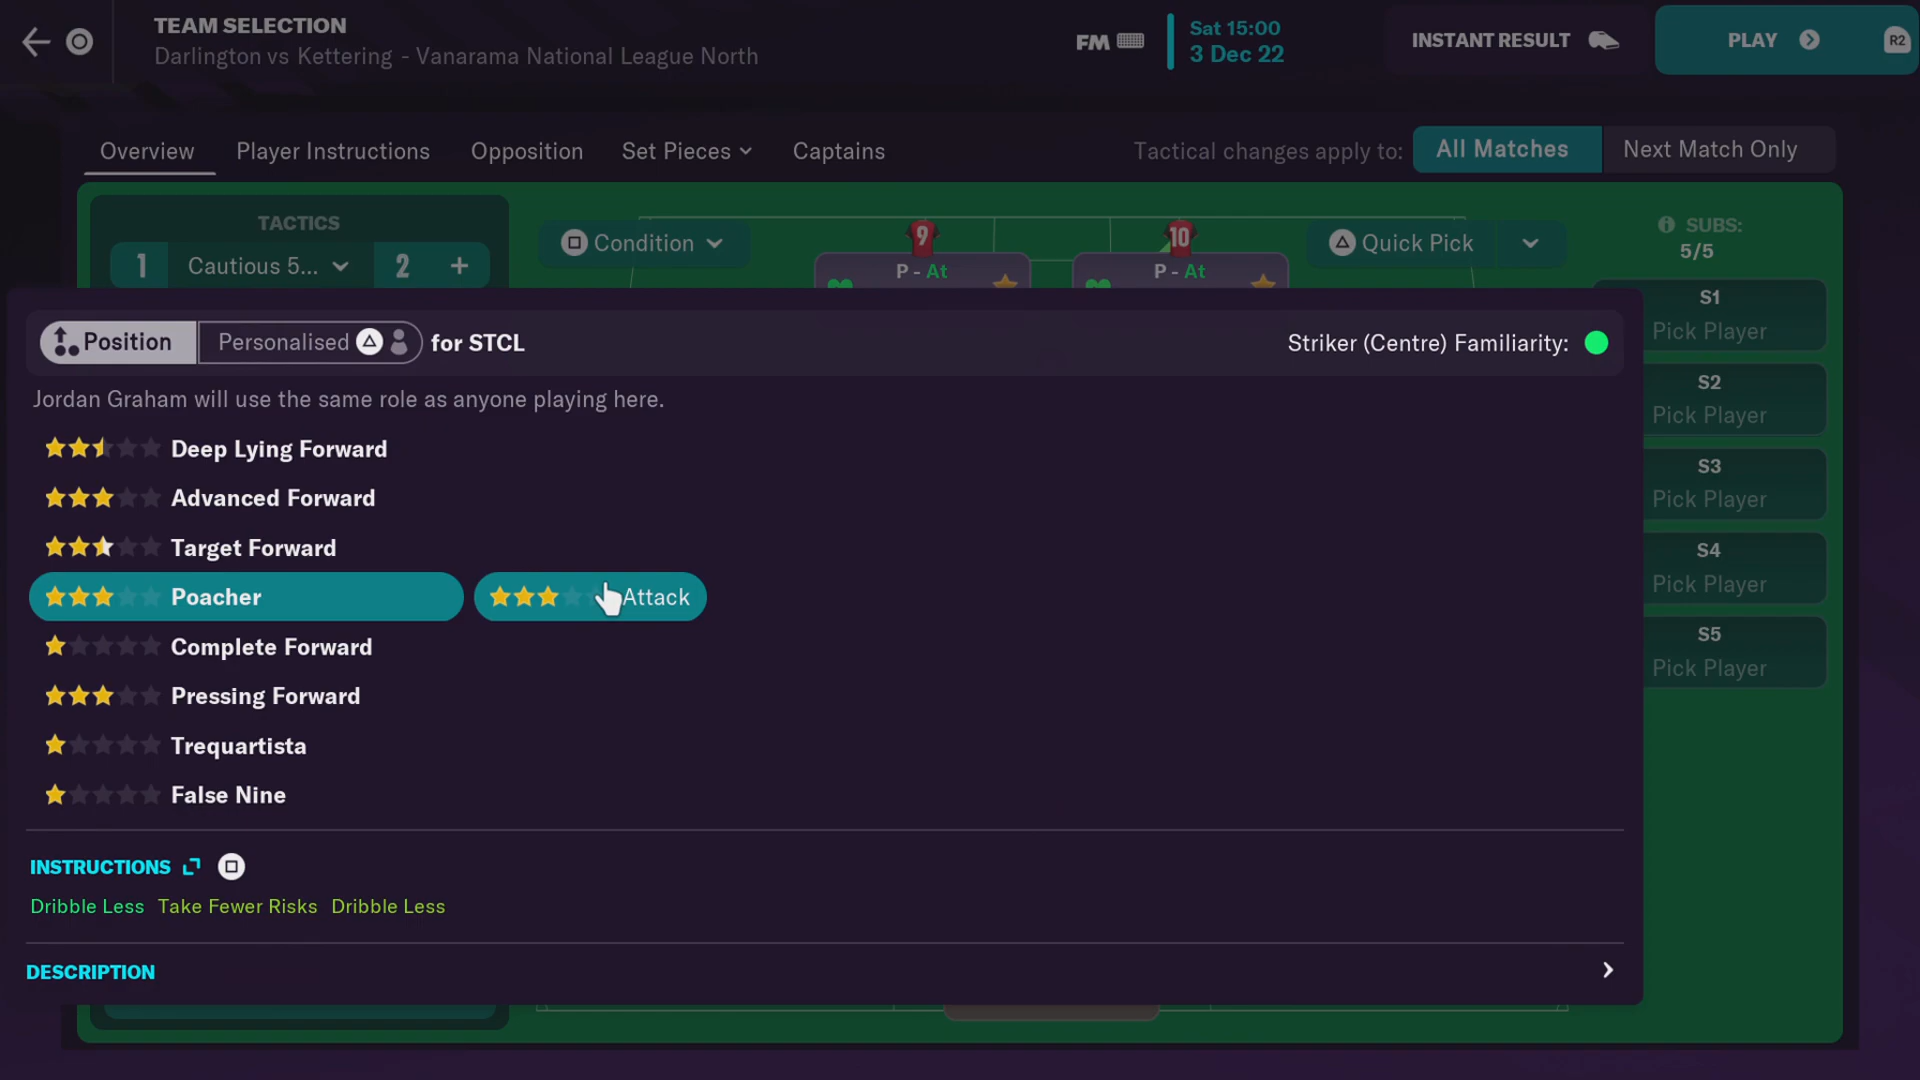 TEAM SELECTION
Darlington vs Kettering - Vanarama National League North
FM
Sat 15:00
3 Dec 22
INSTANT RESULT
PLAY
R2
Overview
Player Instructions
Opposition
Set Pieces
Captains
Tactical changes apply to:
All Matches
Next Match Only
TACTICS
1
Cautious 5...
2
+
Condition
9
P - At
10
P - At
Quick Pick
SUBS:
5/5
S1
Pick Player
S2
Pick Player
S3
Pick Player
S4
Pick Player
S5
Pick Player
Position
Personalised
for STCL
Striker (Centre) Familiarity:
Jordan Graham will use the same role as anyone playing here.
Deep Lying Forward
Advanced Forward
Target Forward
Poacher
Attack
Complete Forward
Pressing Forward
Trequartista
False Nine
INSTRUCTIONS
Dribble Less Take Fewer Risks Dribble Less
DESCRIPTION